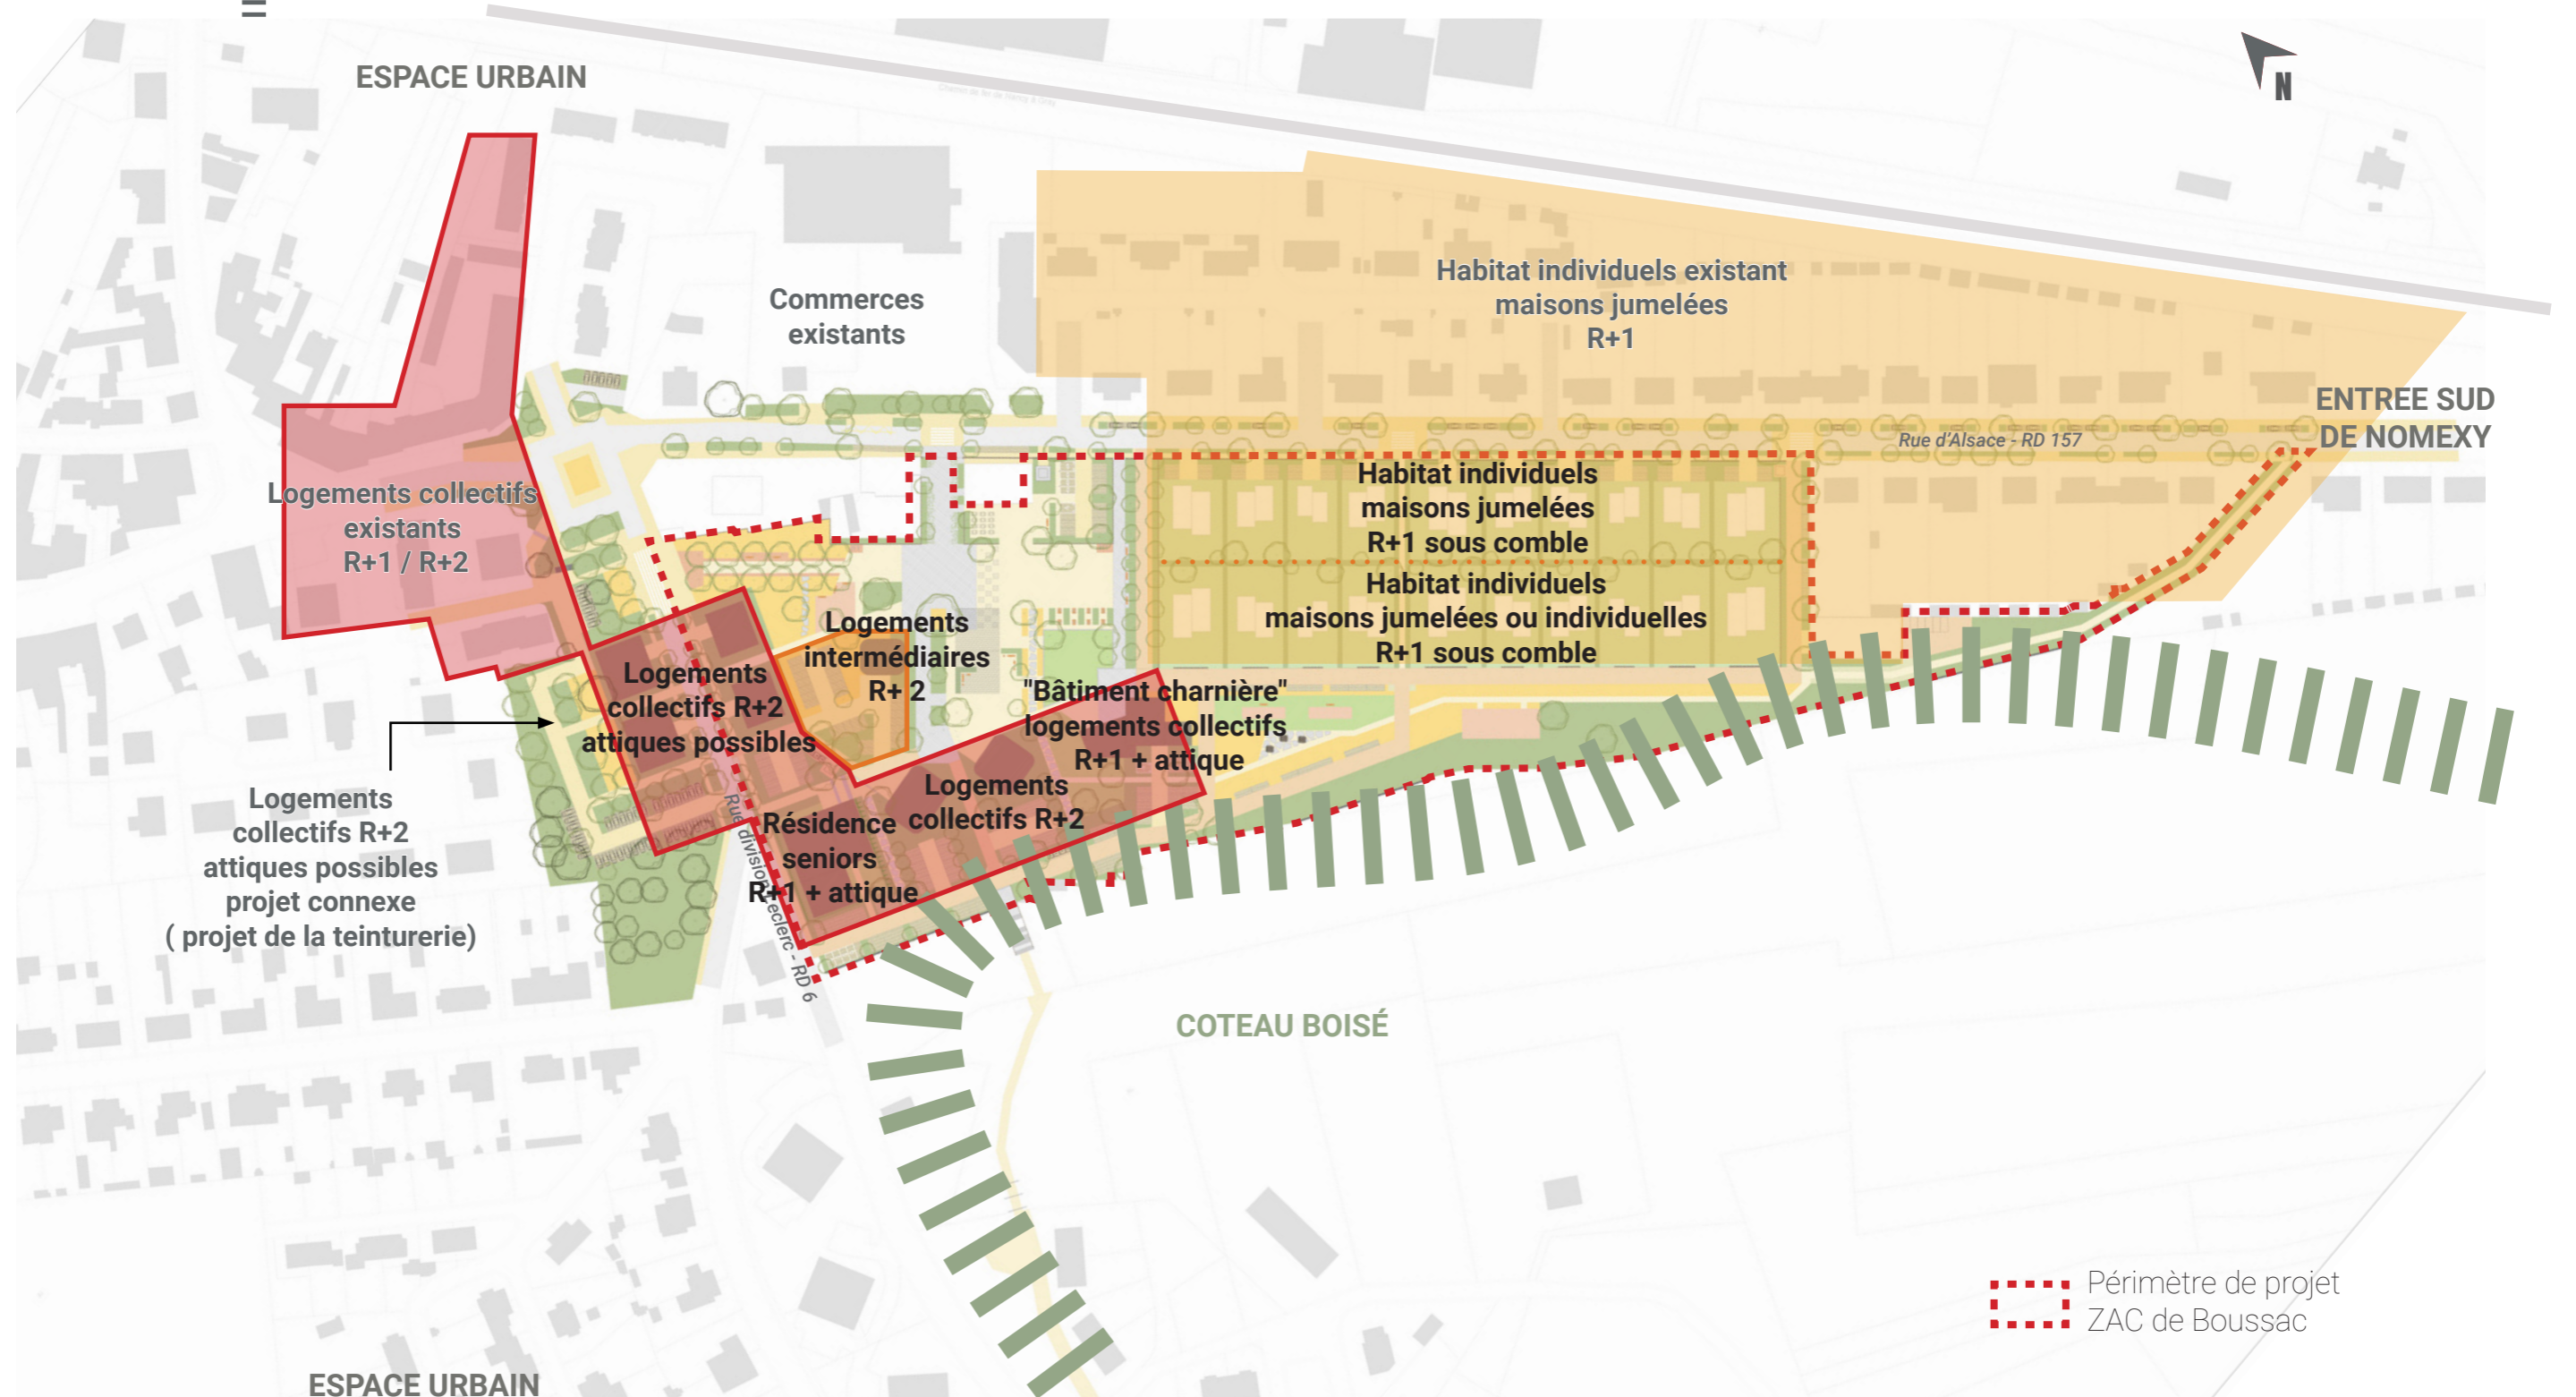 ESPACE URBAIN
N
Commerces
existants
Habitat individuels existant
maisons jumelées
R+1
ENTREE SUD
DE NOMEXY
Rue d'Alsace - RD 157
Logements collectifs
existants
R+1 / R+2
Habitat individuels
maisons jumelées
R+1 sous comble
Habitat individuels
maisons jumelées ou individuelles
R+1 sous comble
Logements
intermédiaires
R+ 2
Logements
collectifs R+2
attiques possibles
"Bâtiment charnière"
logements collectifs
R+1 + attique
Logements
collectifs R+2
Résidence
seniors
R+1 + attique
Rue division Leclerc - RD 6
Logements
collectifs R+2
attiques possibles
projet connexe
( projet de la teinturerie)
COTEAU BOISÉ
Périmètre de projet
ZAC de Boussac
ESPACE URBAIN